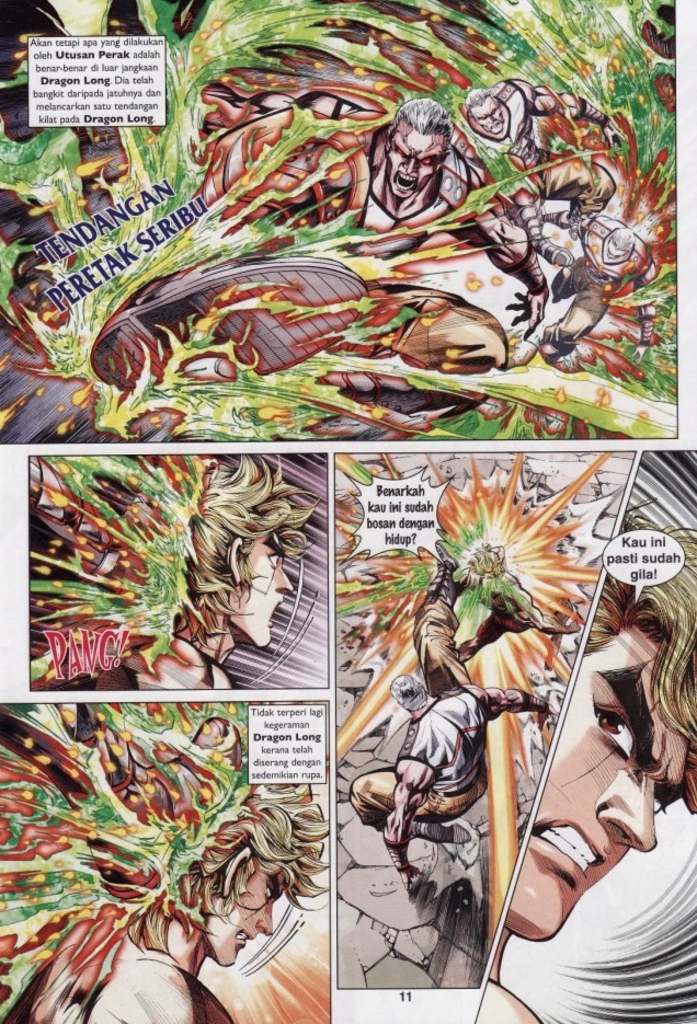 Akan tetapi apa yang dilakukan
oleh Utusan Perak adalah
benar-benar di luar jangkaan
Dragon Long. Dia telah
bangkit daripada jatuhnya dan
melancarkan satu tendangan
kilat pada Dragon Long.
TENDANGAN
PERETAK SERIBU
PANG!
Benarkah
kau ini sudah
bosan dengan
hidup?
Kau ini
pasti sudah
gila!
Tidak terperi lagi
kegeraman
Dragon Long
kerana telah
diserang dengan
sedemikian rupa.
11